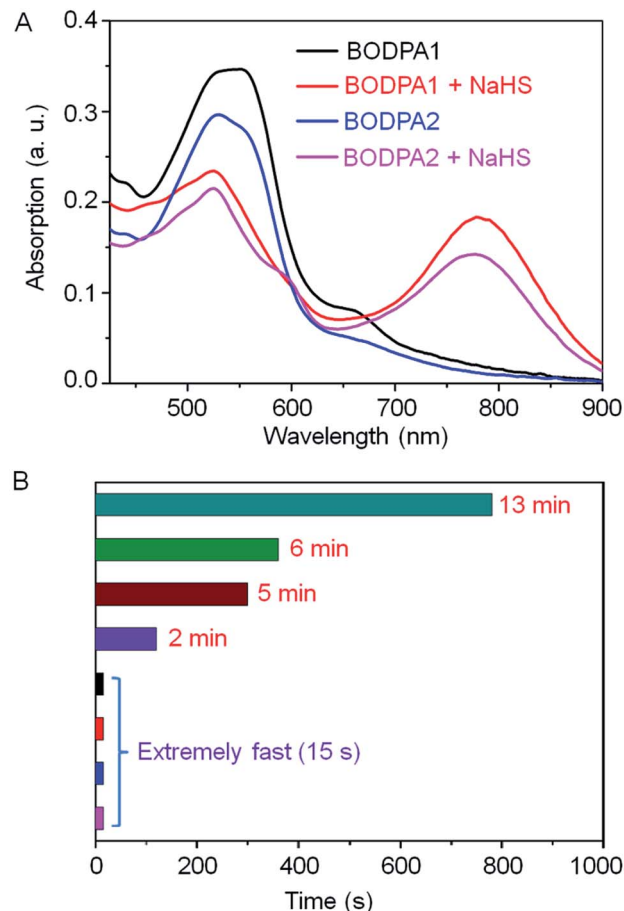 A
0.4
0.3
0.2
0.1
0.0
Absorption (a. u.)
BODPA1
BODPA1 + NaHS
BODPA2
BODPA2 + NaHS
500 600 700 800 900
Wavelength (nm)
B
13 min
6 min
5 min
2 min
Extremely fast (15 s)
0 200 400 600 800 1000
Time (s)